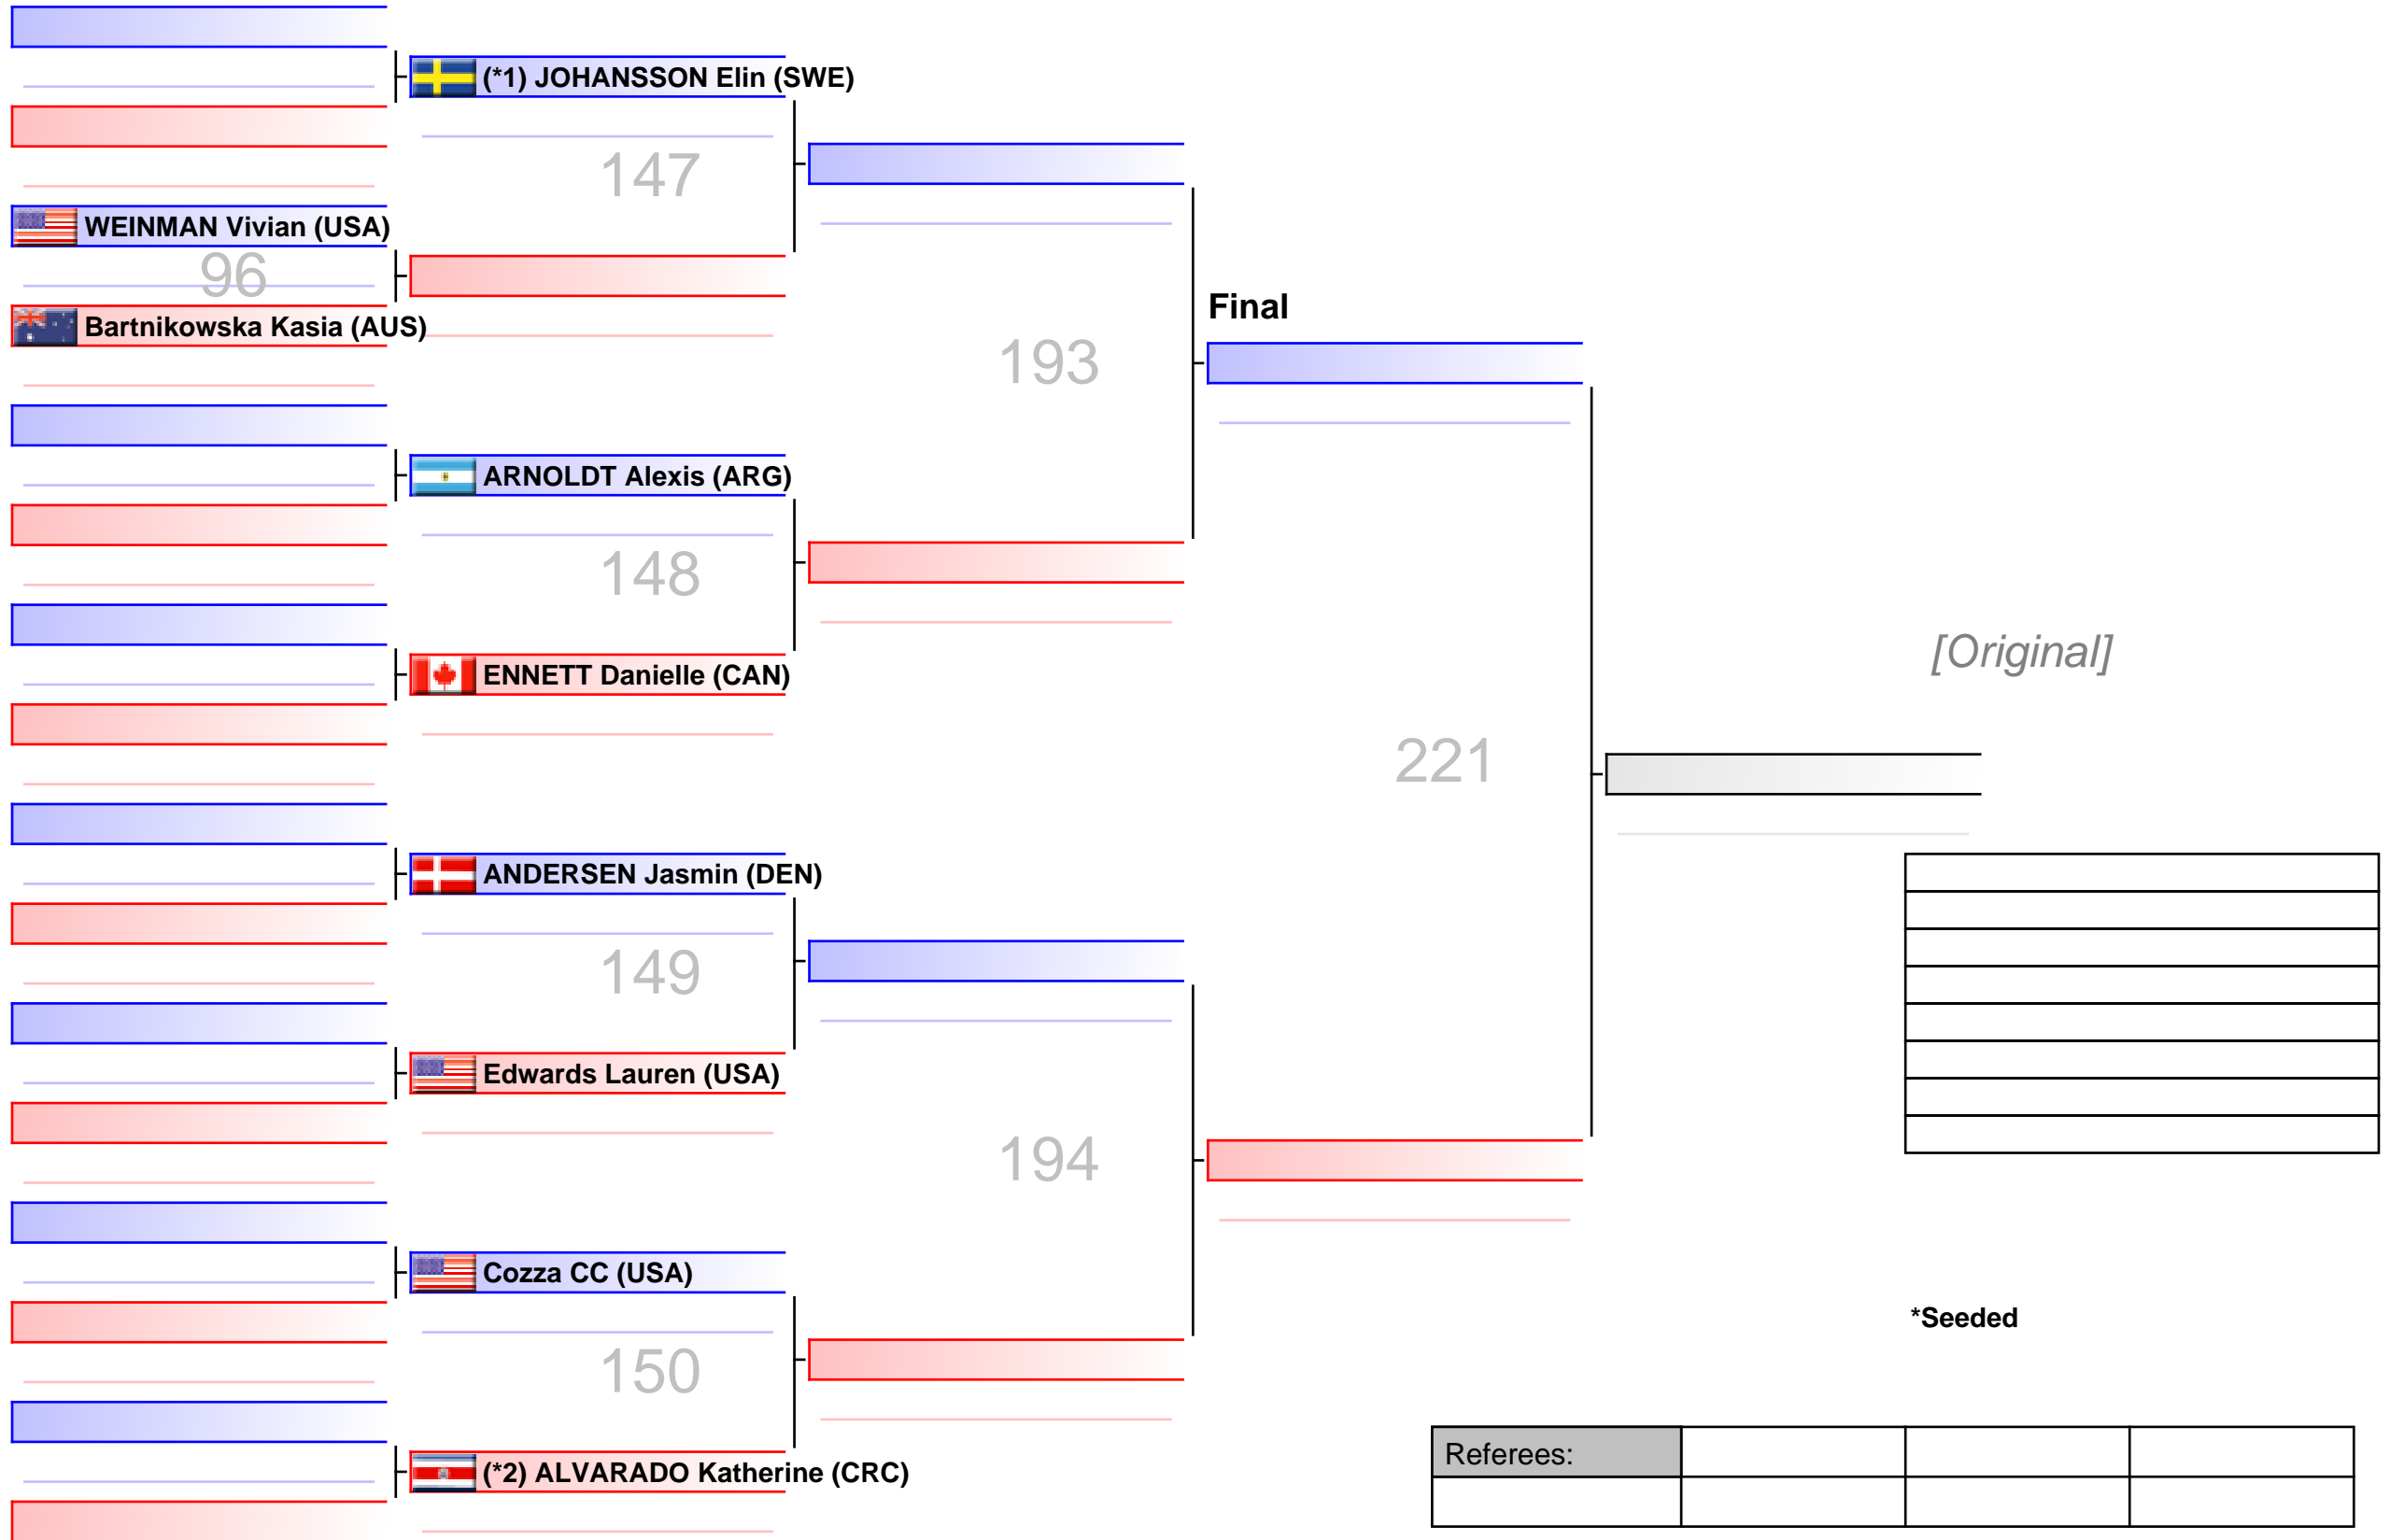 (*1) JOHANSSON Elin (SWE)
147
WEINMAN Vivian (USA)
96
Bartnikowska Kasia (AUS)
Final
193
ARNOLDT Alexis (ARG)
148
ENNETT Danielle (CAN)
[Original]
221
ANDERSEN Jasmin (DEN)
149
Edwards Lauren (USA)
194
Cozza CC (USA)
*Seeded
150
Referees:
(*2) ALVARADO Katherine (CRC)